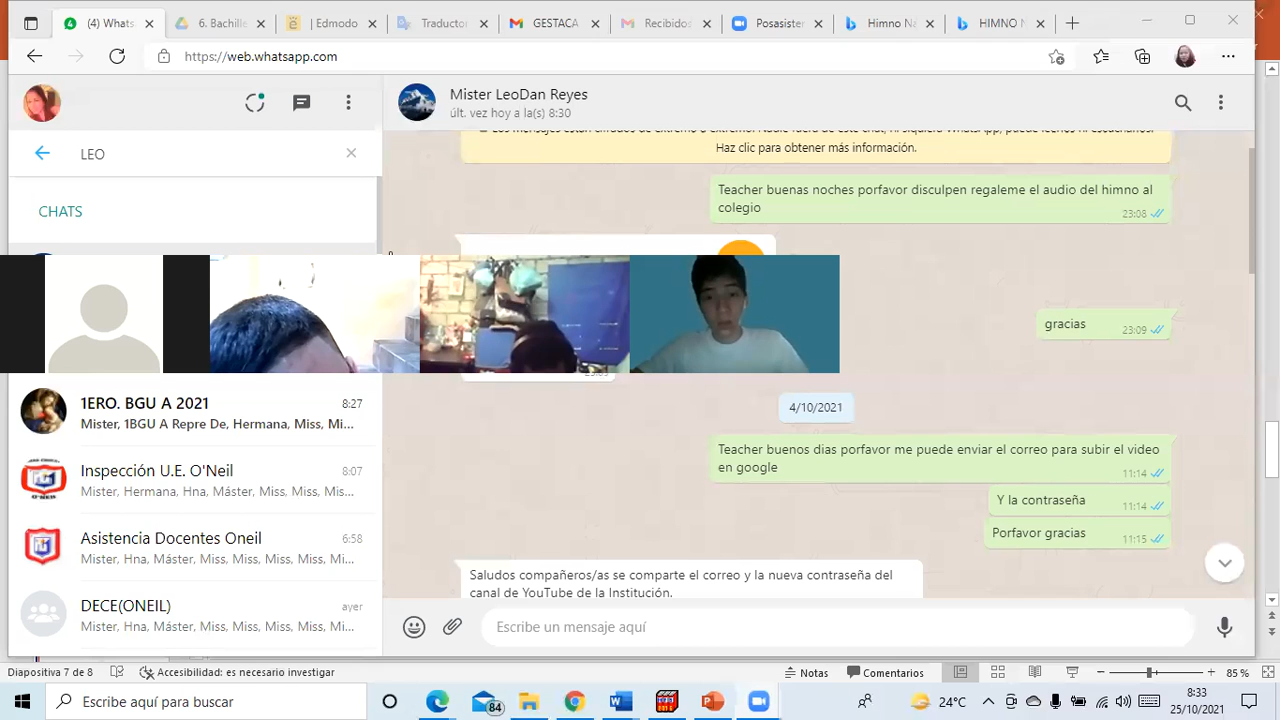 (4) Whats.
6. Bachille
| Edmodo
Traducto
GESTACA
Recibidos
Posasister
Himno Na
HIMNO N
https://web.whatsapp.com
Mister LeoDan Reyes
últ. vez hoy a la(s) 8:30
LEO
CHATS
Haz clic para obtener más información.
Teacher buenas noches porfavor disculpen regaleme el audio del himno al
colegio
23:08
gracias
23:09
4/10/2021
Teacher buenos dias porfavor me puede enviar el correo para subir el video
en google
11:14
Y la contraseña
11:14
Porfavor gracias
11:15
Saludos compañeros/as se comparte el correo y la nueva contraseña del
canal de YouTube de la Institución.
1ERO. BGU A 2021
8:27
Mister, 1BGU A Repre De, Hermana, Miss, Mi...
Inspección U.E. O'Neil
8:07
Mister, Hermana, Hna, Máster, Miss, Miss, Mis...
Asistencia Docentes Oneil
6:58
Mister, Hna, Máster, Miss, Miss, Miss, Miss, Mi...
DECE(ONEIL)
ayer
Mister, Hna, Máster, Miss, Miss, Miss, Miss, Mi...
Escribe un mensaje aquí
Diapositiva 7 de 8
Accesibilidad: es necesario investigar
Notas
Comentarios
85 %
Escribe aquí para buscar
84
24°C
8:33
25/10/2021